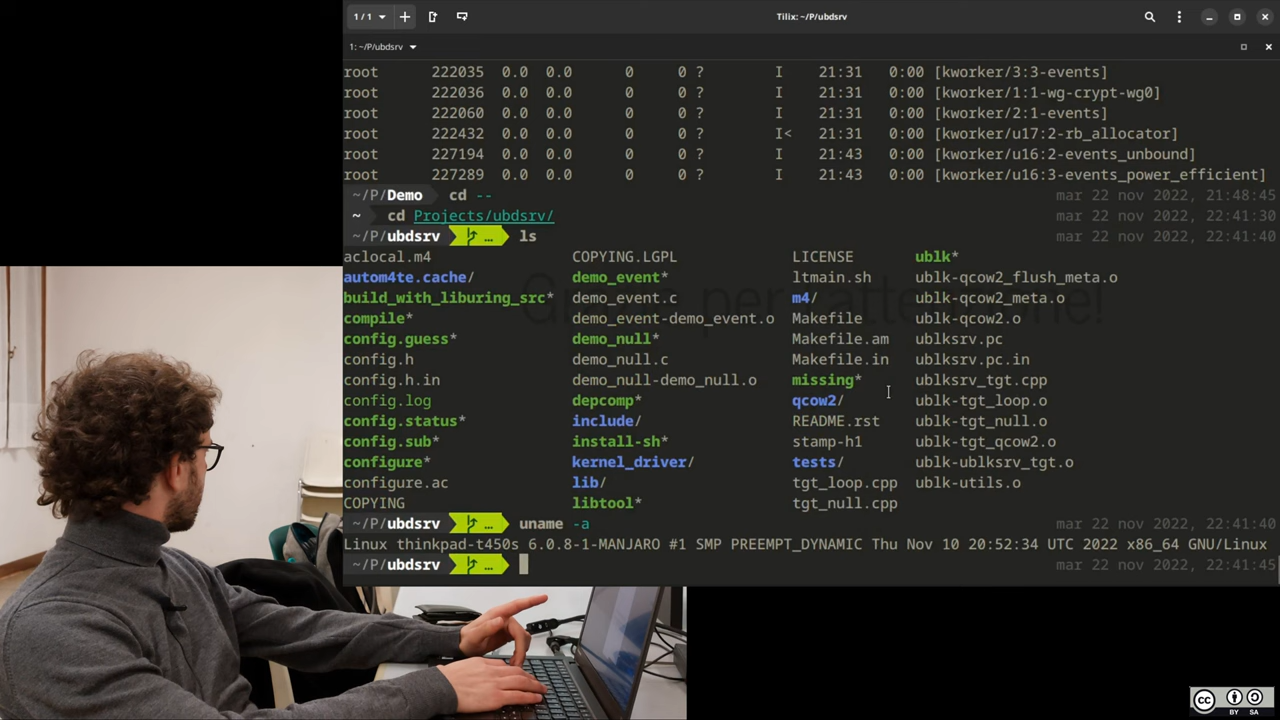 1 / 1
Tilix: ~/P/ubdsrv
1: ~/P/ubdsrv
root 222035 0.0 0.0 0 0 ? I 21:31 0:00 [kworker/3:3-events]
root 222036 0.0 0.0 0 0 ? I 21:31 0:00 [kworker/1:1-wg-crypt-wg0]
root 222060 0.0 0.0 0 0 ? I 21:31 0:00 [kworker/2:1-events]
root 222432 0.0 0.0 0 0 ? I< 21:31 0:00 [kworker/u17:2-rb_allocator]
root 227194 0.0 0.0 0 0 ? I 21:43 0:00 [kworker/u16:2-events_unbound]
root 227289 0.0 0.0 0 0 ? I 21:43 0:00 [kworker/u16:3-events_power_efficient]
~/P/Demo cd -- mar 22 nov 2022, 21:48:45
~ cd Projects/ubdsrv/ mar 22 nov 2022, 21:41:30
~/P/ubdsrv … ls mar 22 nov 2022, 21:41:40
aclocal.m4 COPYING.LGPL LICENSE ublk*
autom4te.cache/ demo_event* ltmain.sh ublk-qcow2_flush_meta.o
build_with_liburing_src* demo_event.c m4/ ublk-qcow2_meta.o
compile* demo_event-demo_event.o Makefile ublk-qcow2.o
config.guess* demo_null* Makefile.am ublksrv.pc
config.h demo_null.c Makefile.in ublksrv.pc.in
config.h.in demo_null-demo_null.o missing* ublksrv_tgt.cpp
config.log depcomp* qcow2/ ublk-tgt_loop.o
config.status* include/ README.rst ublk-tgt_null.o
config.sub* install-sh* stamp-h1 ublk-tgt_qcow2.o
configure* kernel_driver/ tests/ ublk-ublksrv_tgt.o
configure.ac lib/ tgt_loop.cpp ublk-utils.o
COPYING libtool* tgt_null.cpp
~/P/ubdsrv … uname -a mar 22 nov 2022, 21:41:40
Linux thinkpad-t450s 6.0.8-1-MANJARO #1 SMP PREEMPT_DYNAMIC Thu Nov 10 20:52:34 UTC 2022 x86_64 GNU/Linux
~/P/ubdsrv … mar 22 nov 2022, 21:41:45
CC BY SA